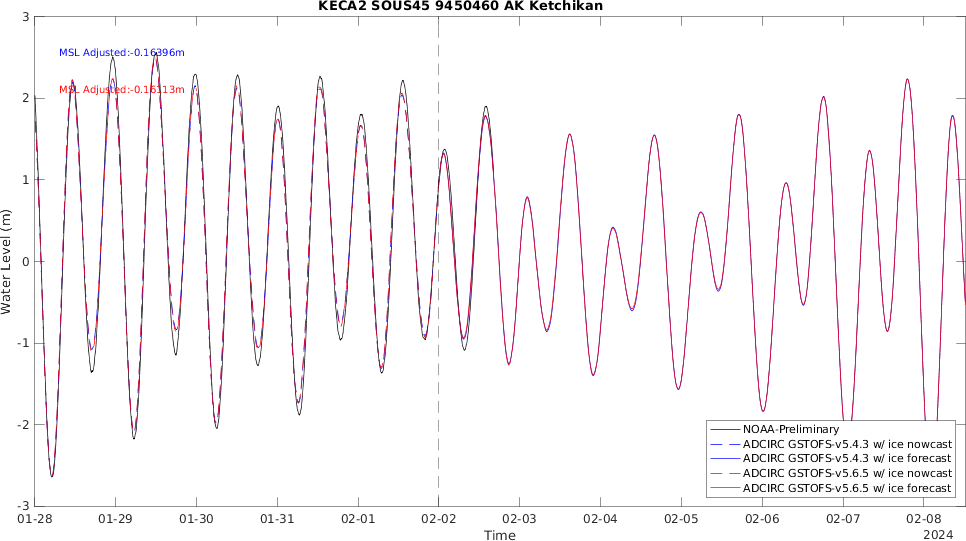 KECA2 SOUS45 9450460 AK Ketchikan
MSL Adjusted:-0.16396m
MSL Adjusted:-0.16113m
Water Level (m)
3
2
1
0
-1
-2
-3
NOAA-Preliminary
ADCIRC GSTOFS-v5.4.3 w/ ice nowcast
ADCIRC GSTOFS-v5.4.3 w/ ice forecast
ADCIRC GSTOFS-v5.6.5 w/ ice nowcast
ADCIRC GSTOFS-v5.6.5 w/ ice forecast
01-28 01-29 01-30 01-31 02-01 02-02 02-03 02-04 02-05 02-06 02-07 02-08
Time
2024